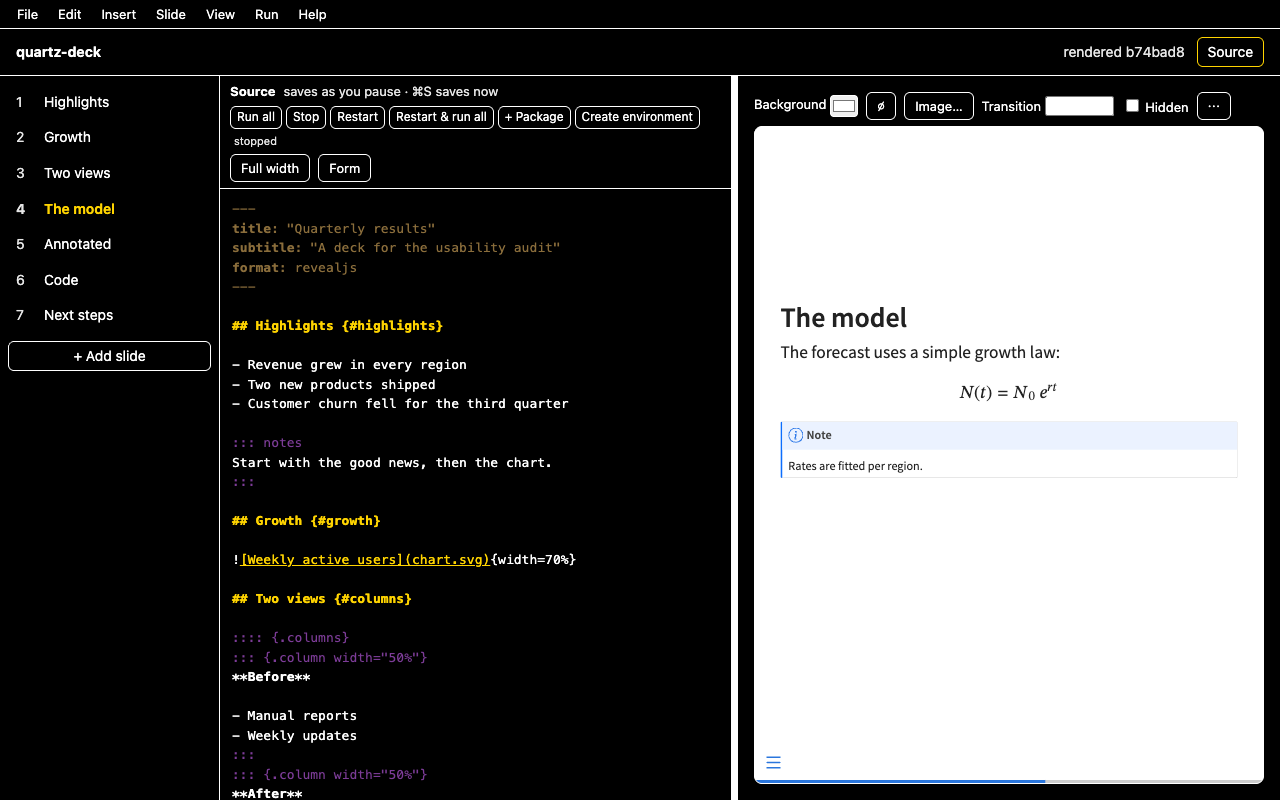 File Edit Insert Slide View Run Help
quartz-deck
rendered b74bad8 Source
1 Highlights
2 Growth
3 Two views
4 The model
5 Annotated
6 Code
7 Next steps
+ Add slide
Source saves as you pause · ⌘S saves now
Run all Stop Restart Restart & run all + Package Create environment
stopped
Full width Form
---
title: "Quarterly results"
subtitle: "A deck for the usability audit"
format: revealjs
---
## Highlights {#highlights}
- Revenue grew in every region
- Two new products shipped
- Customer churn fell for the third quarter
::: notes
Start with the good news, then the chart.
:::
## Growth {#growth}
![Weekly active users](chart.svg){width=70%}
## Two views {#columns}
:::: {.columns}
::: {.column width="50%"}
**Before**
- Manual reports
- Weekly updates
:::
::: {.column width="50%"}
**After**
Background ø Image... Transition Hidden ...
The model
The forecast uses a simple growth law:
N(t) = N₀ eʳᵗ
Note
Rates are fitted per region.